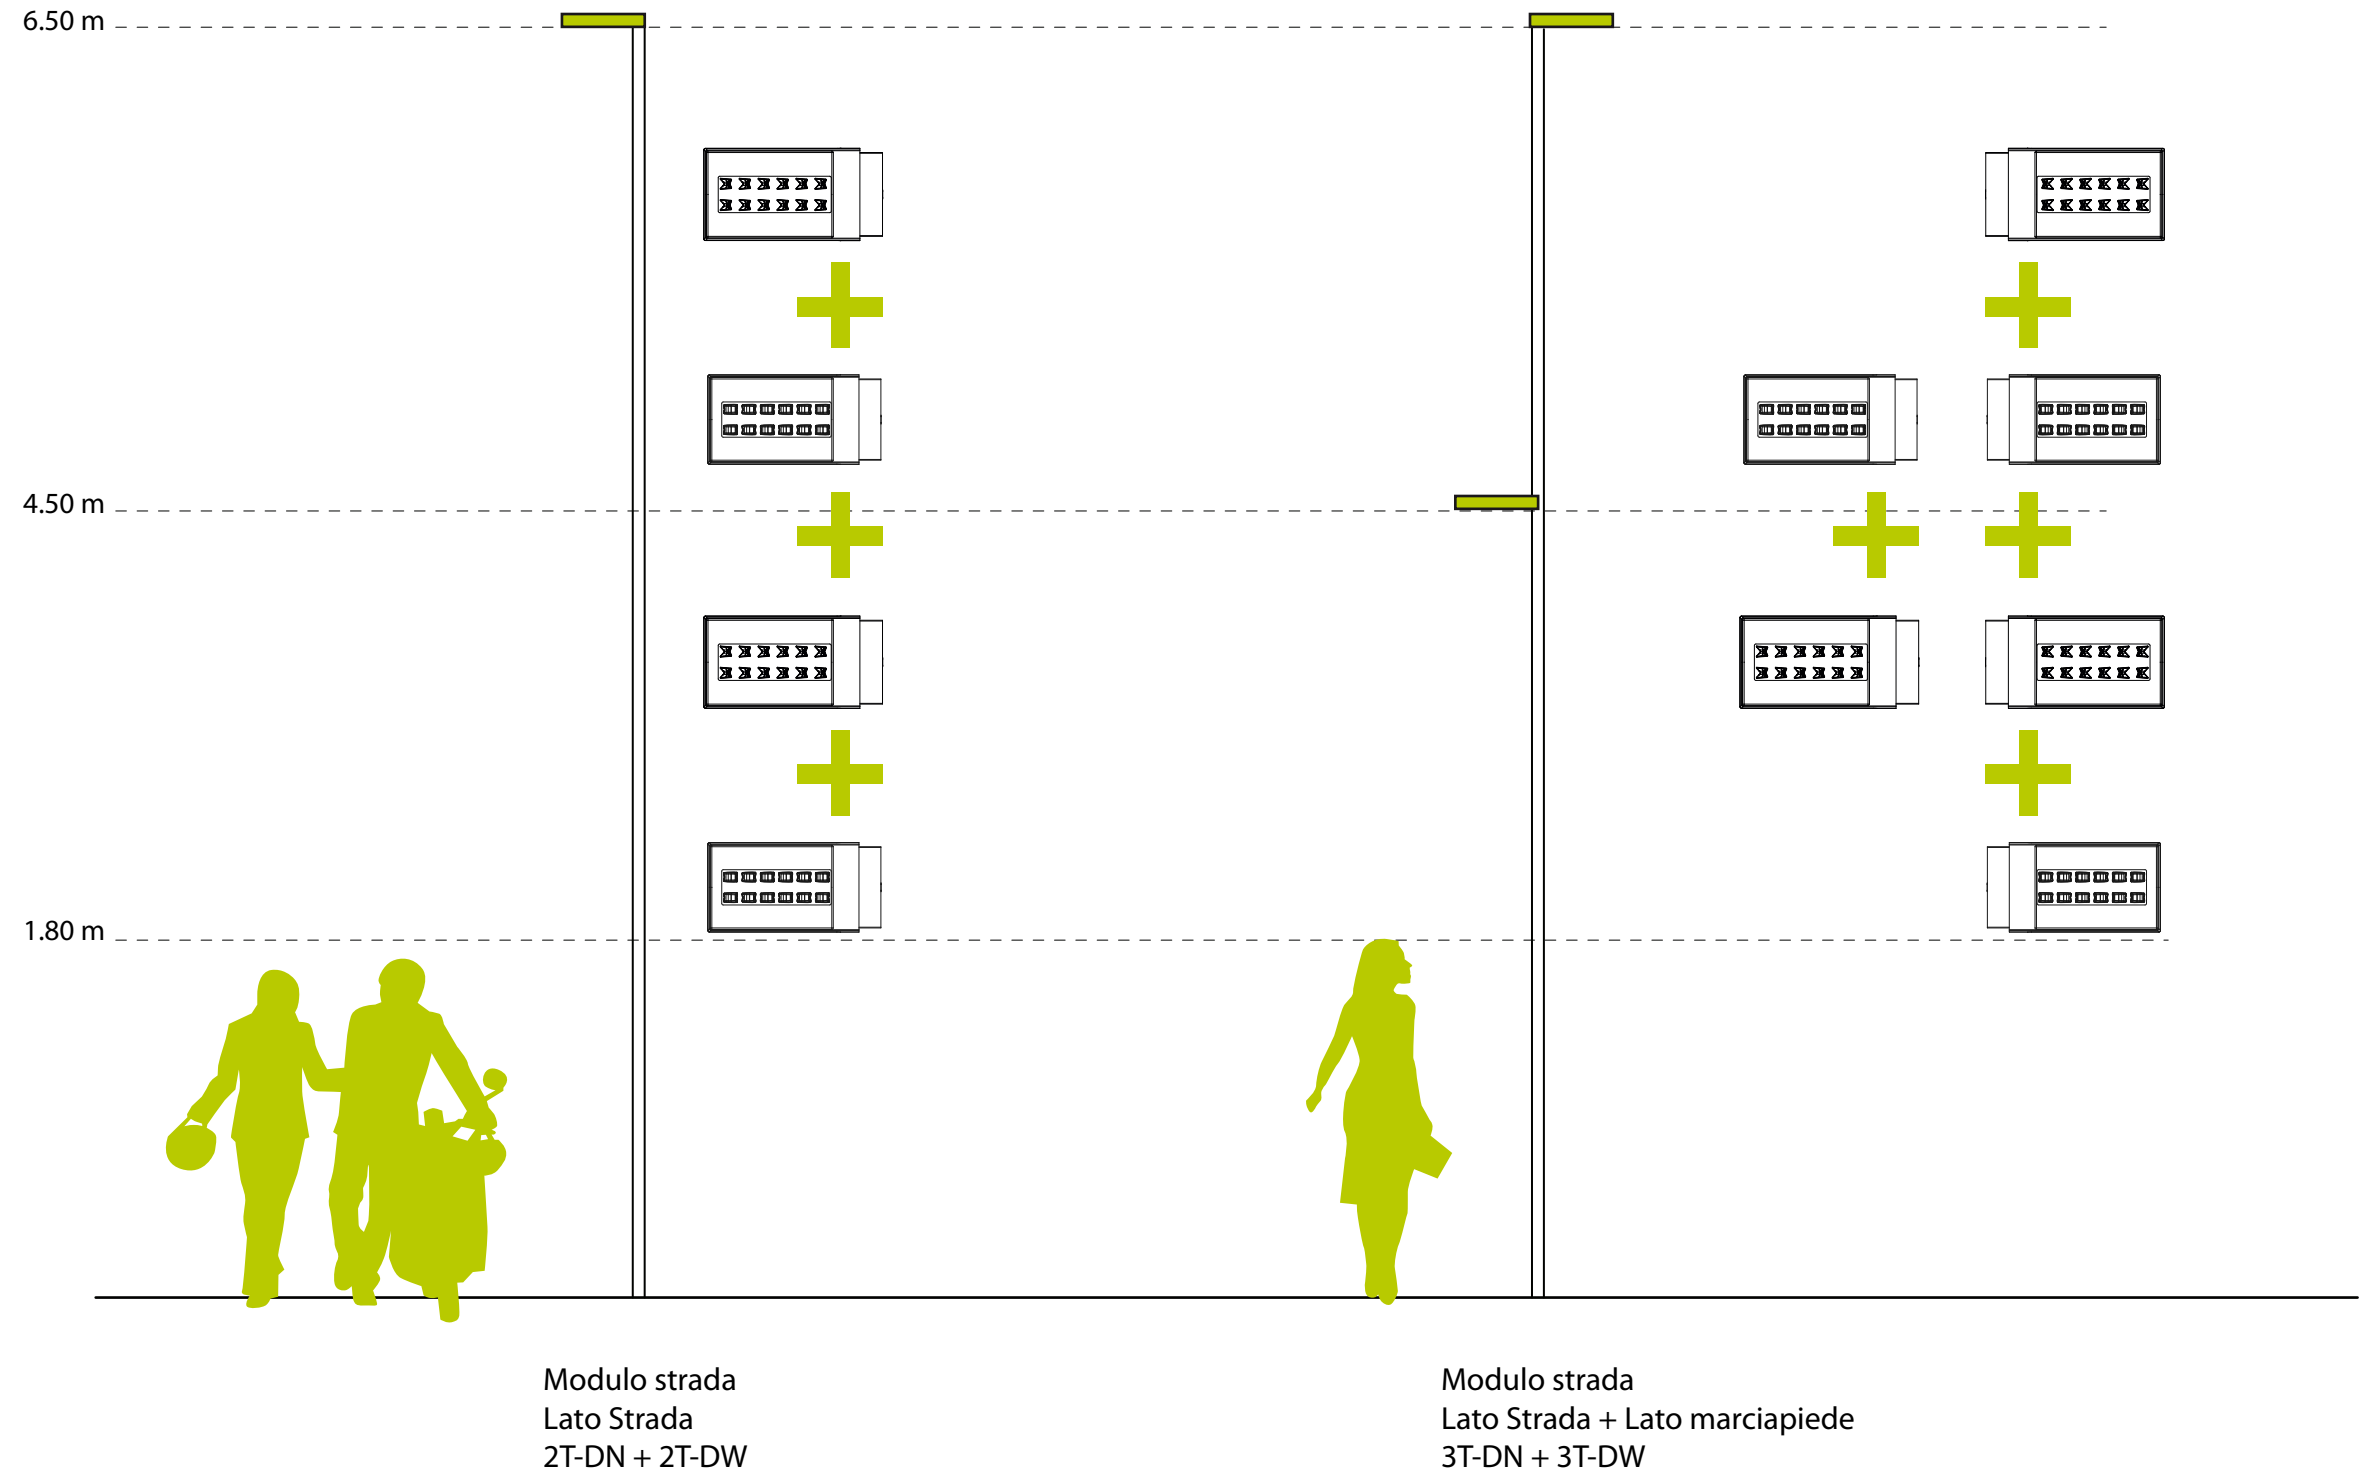 6.50 m
4.50 m
1.80 m
Modulo strada
Lato Strada
2T-DN + 2T-DW
Modulo strada
Lato Strada + Lato marciapiede
3T-DN + 3T-DW